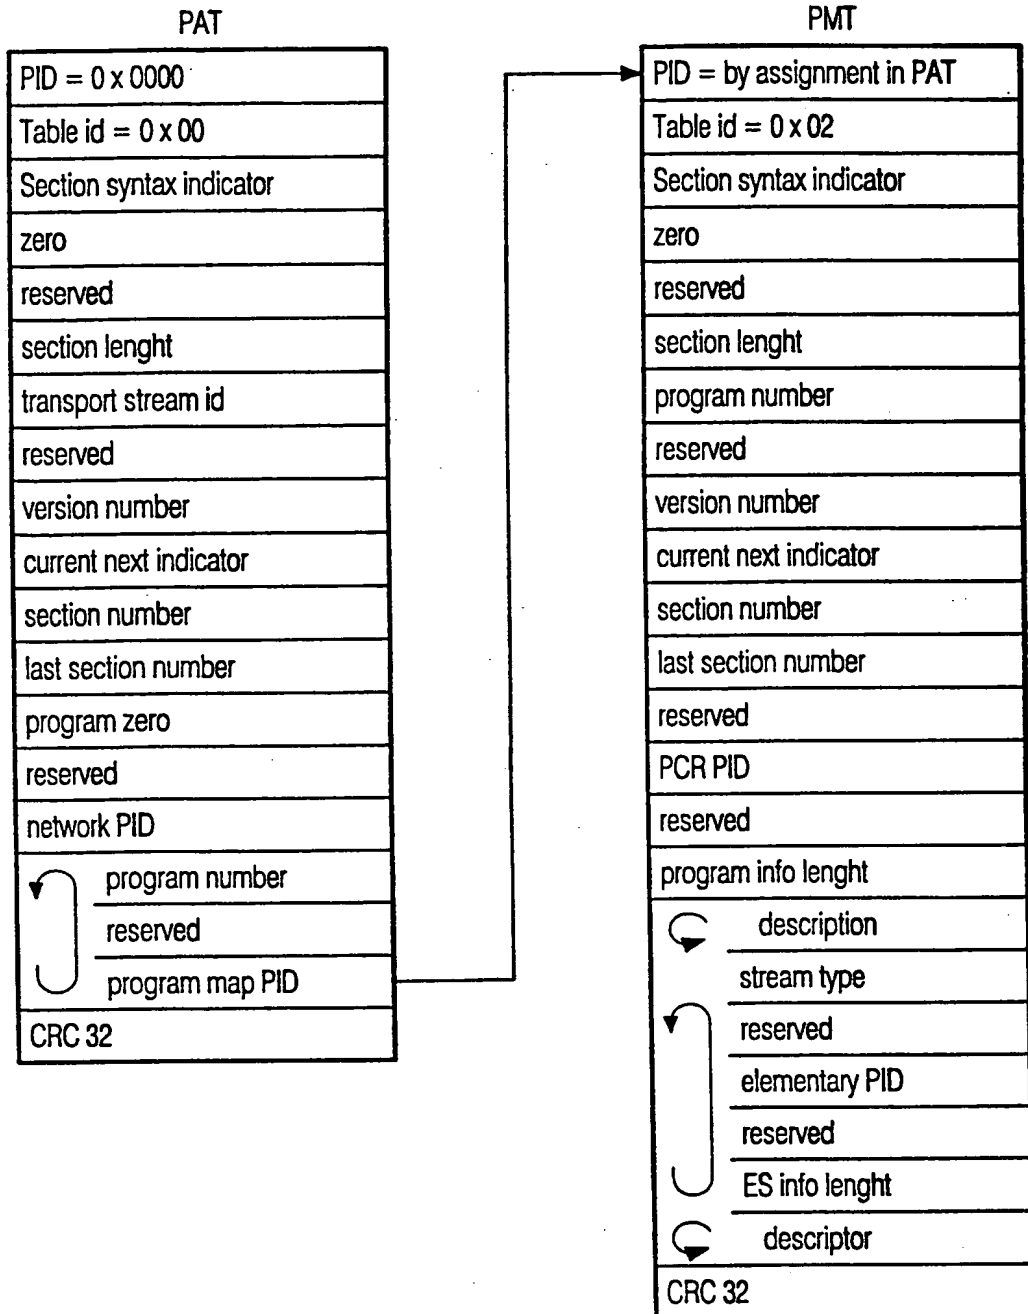 PAT
PID = 0 x 0000
Table id = 0 x 00
Section syntax indicator
zero
reserved
section lenght
transport stream id
reserved
version number
current next indicator
section number
last section number
program zero
reserved
network PID
program number
reserved
program map PID
CRC 32
PMT
PID = by assignment in PAT
Table id = 0 x 02
Section syntax indicator
zero
reserved
section lenght
program number
reserved
version number
current next indicator
section number
last section number
reserved
PCR PID
reserved
program info lenght
description
stream type
reserved
elementary PID
reserved
ES info lenght
descriptor
CRC 32